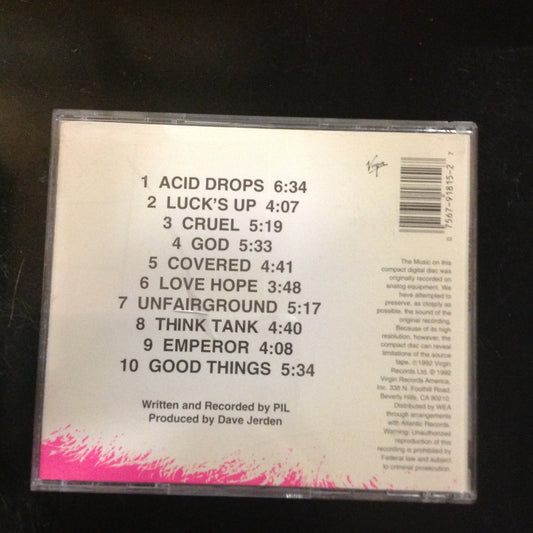 1 ACID DROPS 6:34
2 LUCK'S UP 4:07
3 CRUEL 5:19
4 GOD 5:33
5 COVERED 4:41
6 LOVE HOPE 3:48
7 UNFAIRGROUND 5:17
8 THINK TANK 4:40
9 EMPEROR 4:08
10 GOOD THINGS 5:34
Written and Recorded by PIL
Produced by Dave Jerden
Virgin
0 7567-91815-2 7
The Music on this
compact digital disc was
originally recorded on
analog equipment. We
have attempted to
preserve, as closely as
possible, the sound of the
original recording.
Because of its high
resolution, however, the
compact disc can reveal
limitations of the source
tape. ℗ 1992 Virgin
Records Ltd. © 1992
Virgin Records America,
Inc. 338 N. Foothill Road,
Beverly Hills, CA 90210.
Distributed by WEA
through arrangements
with Atlantic Records.
Warning: Unauthorized
reproduction of this
recording is prohibited by
Federal law and subject
to criminal prosecution.